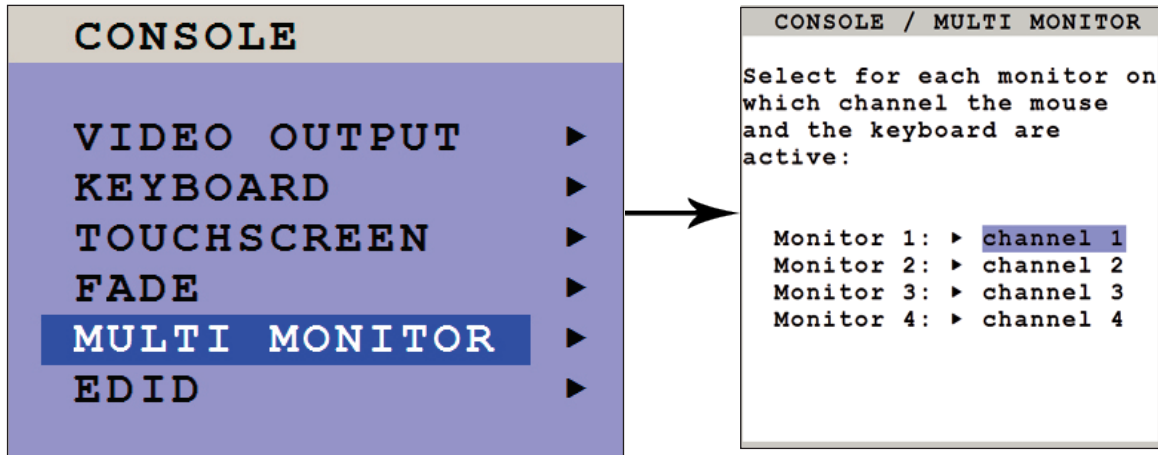 CONSOLE
VIDEO OUTPUT ►
KEYBOARD ►
TOUCHSCREEN ►
FADE ►
MULTI MONITOR ►
EDID ►
CONSOLE / MULTI MONITOR
Select for each monitor on
which channel the mouse
and the keyboard are
active:
Monitor 1: ► channel 1
Monitor 2: ► channel 2
Monitor 3: ► channel 3
Monitor 4: ► channel 4